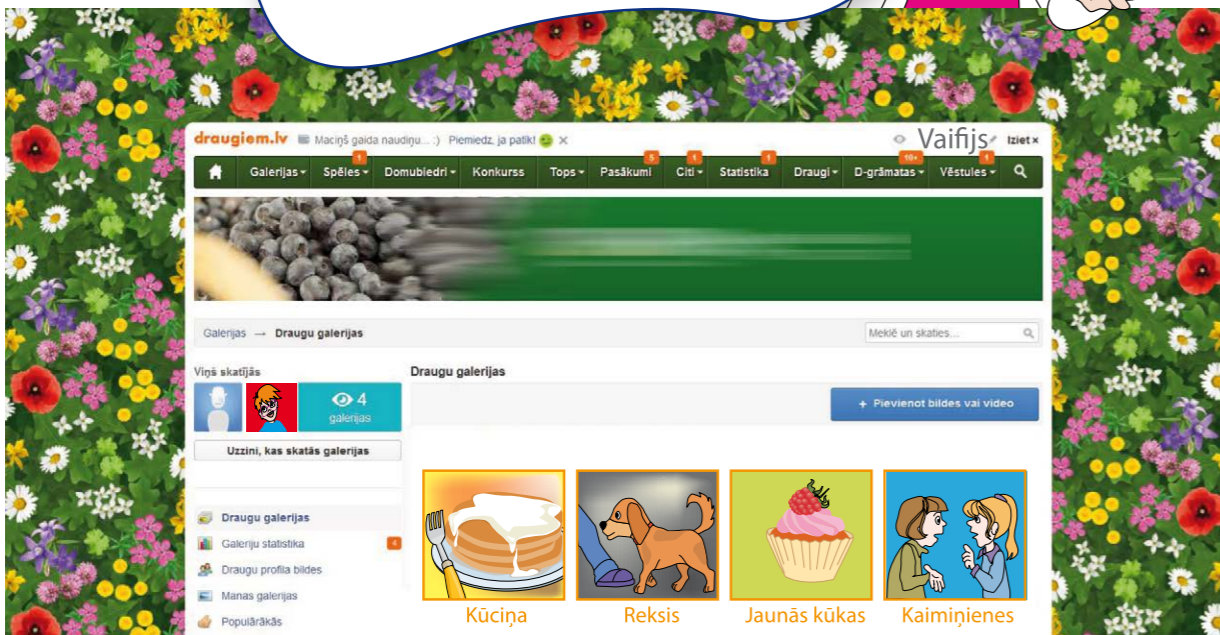 draugiem.lv Maciņš gaida naudiņu... :) Piemiedz, ja patīk! × Vaifijs Iziet ×
1 5 1 1 10+ 1
Galerijas Spēles Domubiedri Konkurss Tops Pasākumi Citi Statistika Draugi D-grāmatas Vēstules
Galerijas → Draugu galerijas Meklē un skaties...
Viņš skatījās Draugu galerijas
4
galerijas
+ Pievienot bildes vai video
Uzzini, kas skatās galerijas
Draugu galerijas
Galeriju statistika 4
Draugu profila bildes
Manas galerijas
Populārākās
Kūciņa Reksis Jaunās kūkas Kaimiņienes